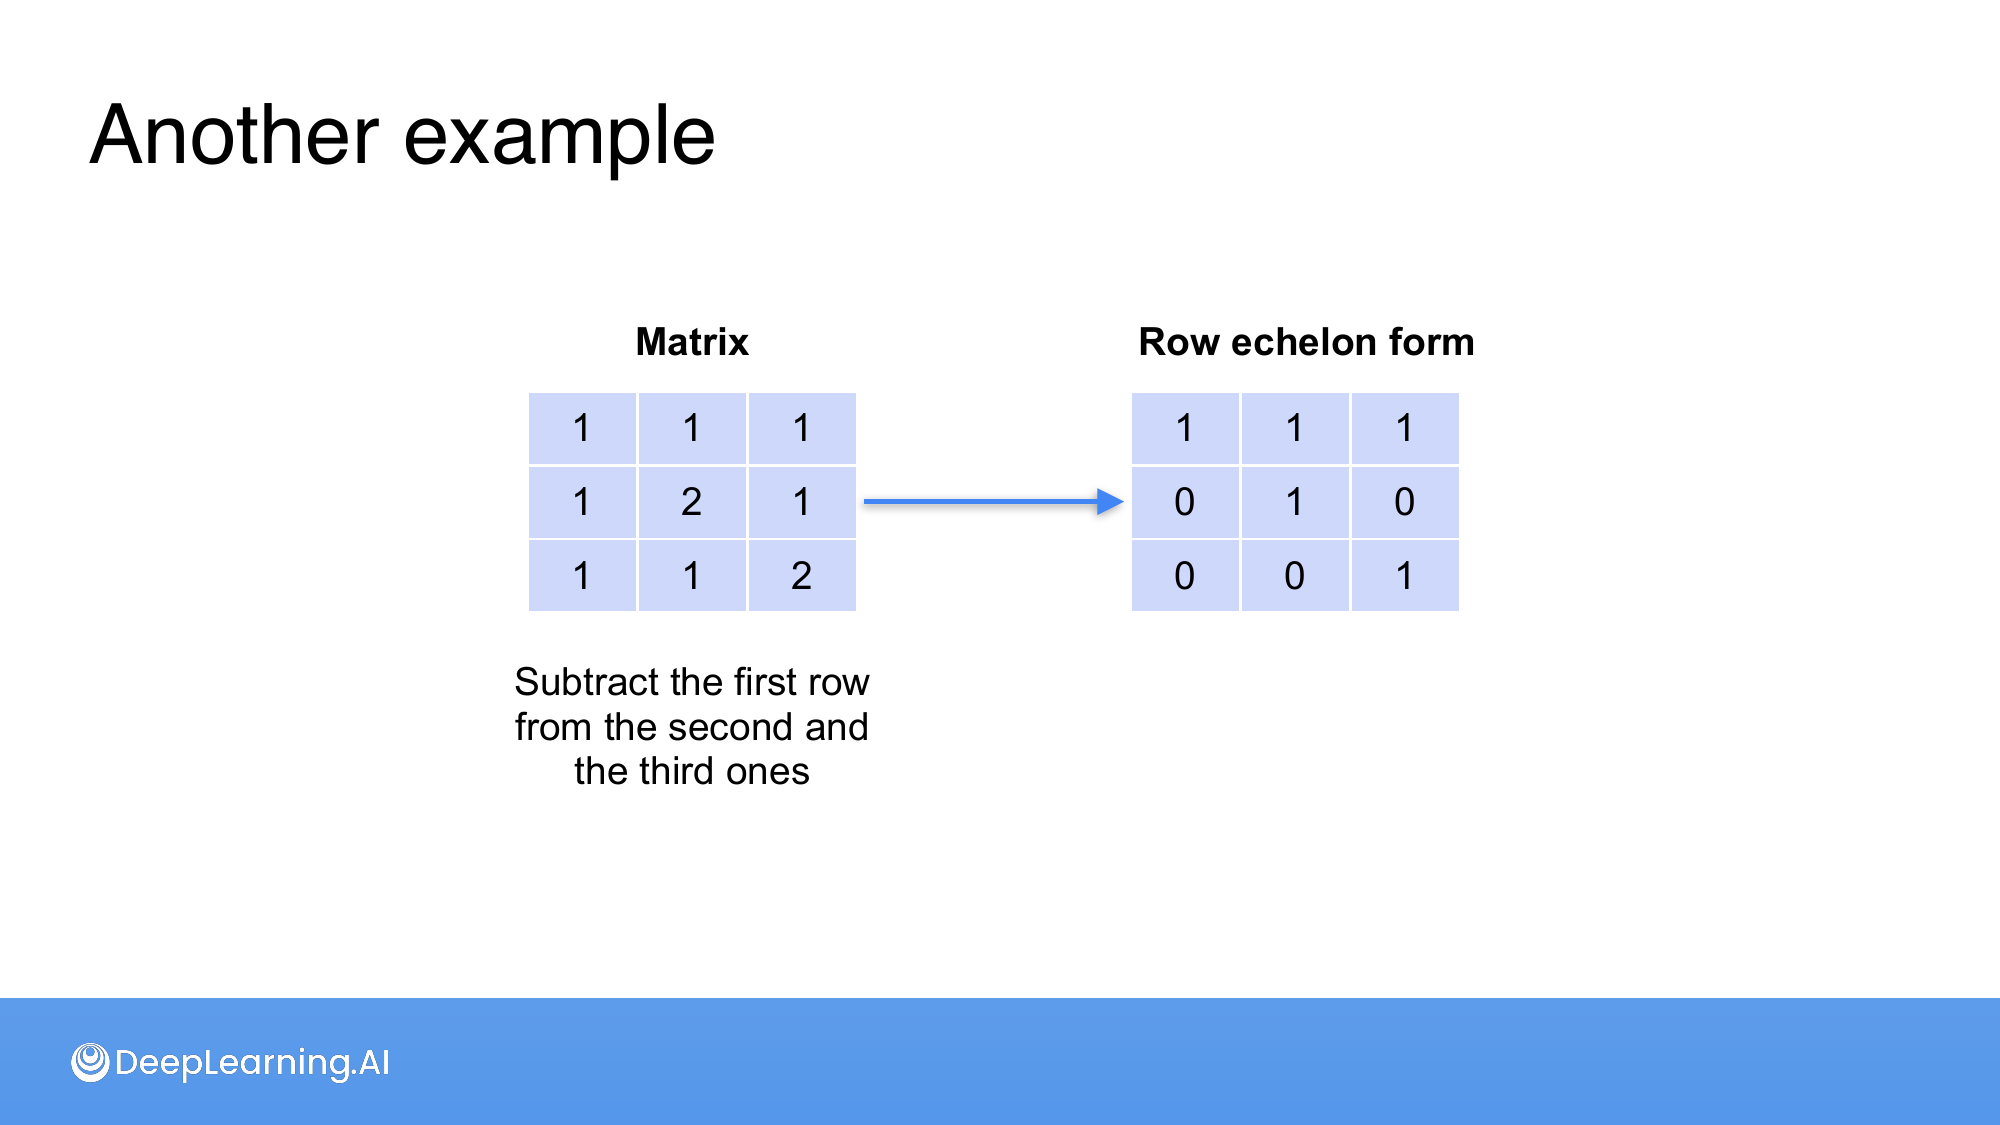 Another example
Matrix
Row echelon form
1 1 1
1 2 1
1 1 2
1 1 1
0 1 0
0 0 1
Subtract the first row
from the second and
the third ones
DeepLearning.AI